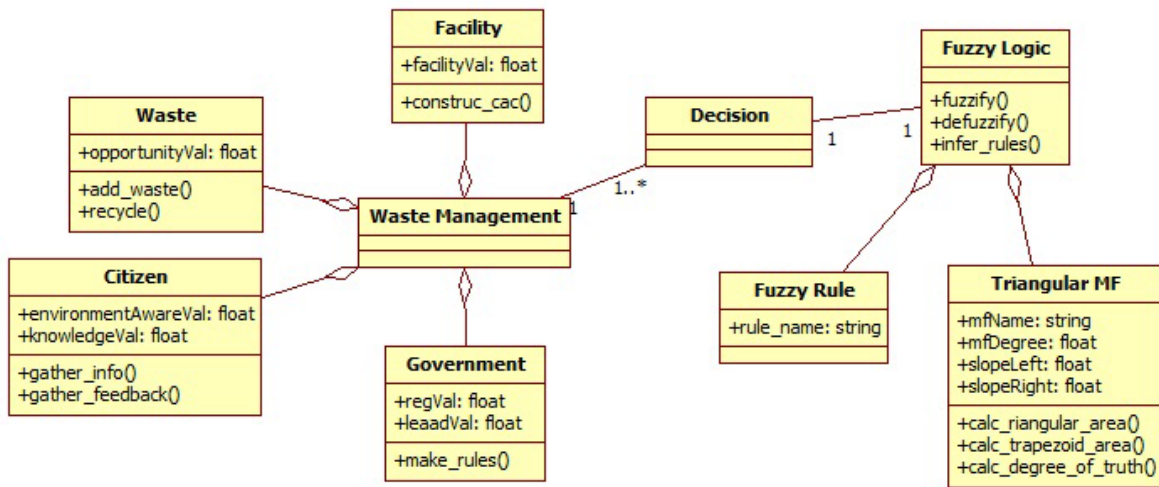 Facility
+facilityVal: float
+construc_cac()
Fuzzy Logic
+fuzzify()
+defuzzify()
+infer_rules()
Waste
+opportunityVal: float
+add_waste()
+recycle()
Decision
1
1
1..*
1
Waste Management
Citizen
+environmentAwareVal: float
+knowledgeVal: float
+gather_info()
+gather_feedback()
Government
+regVal: float
+leaadVal: float
+make_rules()
Fuzzy Rule
+rule_name: string
Triangular MF
+mfName: string
+mfDegree: float
+slopeLeft: float
+slopeRight: float
+calc_riangular_area()
+calc_trapezoid_area()
+calc_degree_of_truth()